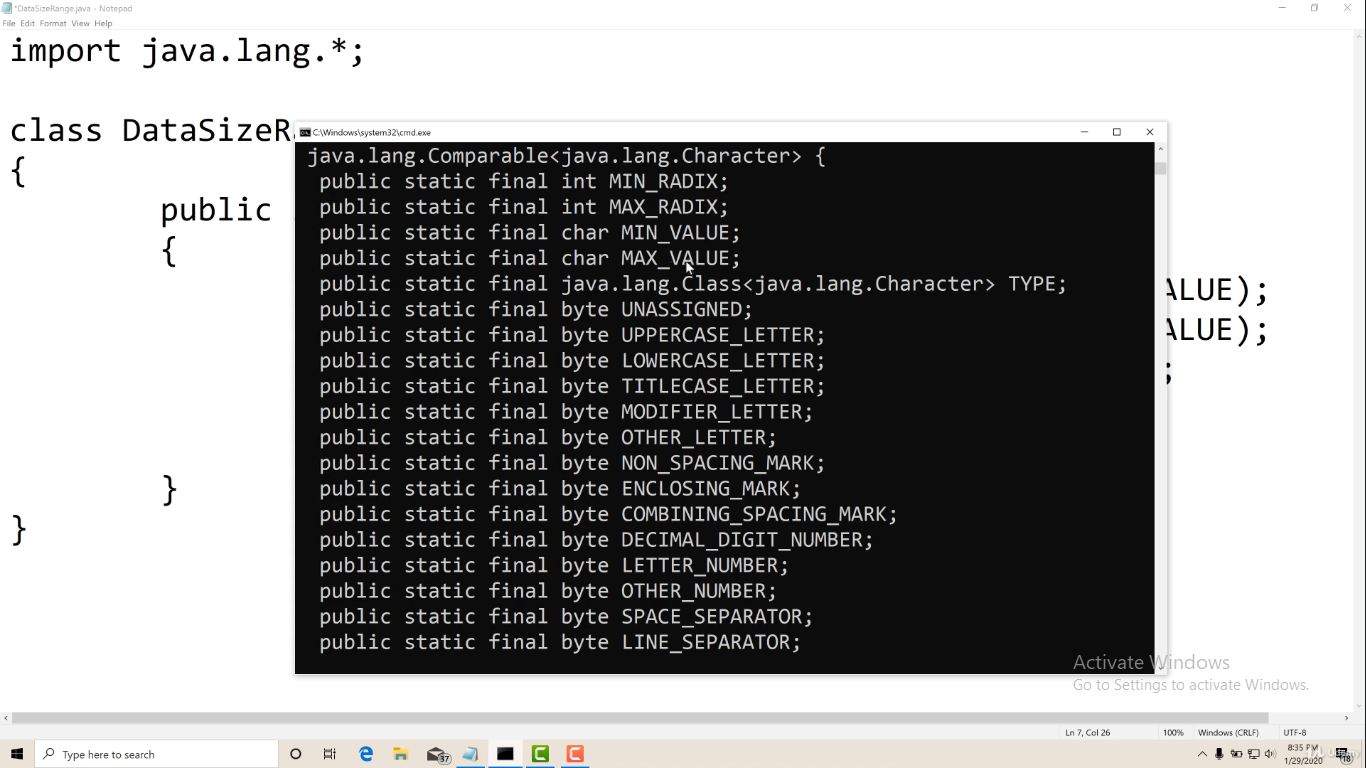 *DataSizeRange.java - Notepad
File Edit Format View Help
import java.lang.*;
class DataSizeR
{
public
{
ALUE);
ALUE);
;
}
}
C:\Windows\system32\cmd.exe
java.lang.Comparable<java.lang.Character> {
public static final int MIN_RADIX;
public static final int MAX_RADIX;
public static final char MIN_VALUE;
public static final char MAX_VALUE;
public static final java.lang.Class<java.lang.Character> TYPE;
public static final byte UNASSIGNED;
public static final byte UPPERCASE_LETTER;
public static final byte LOWERCASE_LETTER;
public static final byte TITLECASE_LETTER;
public static final byte MODIFIER_LETTER;
public static final byte OTHER_LETTER;
public static final byte NON_SPACING_MARK;
public static final byte ENCLOSING_MARK;
public static final byte COMBINING_SPACING_MARK;
public static final byte DECIMAL_DIGIT_NUMBER;
public static final byte LETTER_NUMBER;
public static final byte OTHER_NUMBER;
public static final byte SPACE_SEPARATOR;
public static final byte LINE_SEPARATOR;
Activate Windows
Go to Settings to activate Windows.
Ln 7, Col 26 100% Windows (CRLF) UTF-8
Type here to search
37
8:35 PM
1/29/2020
18